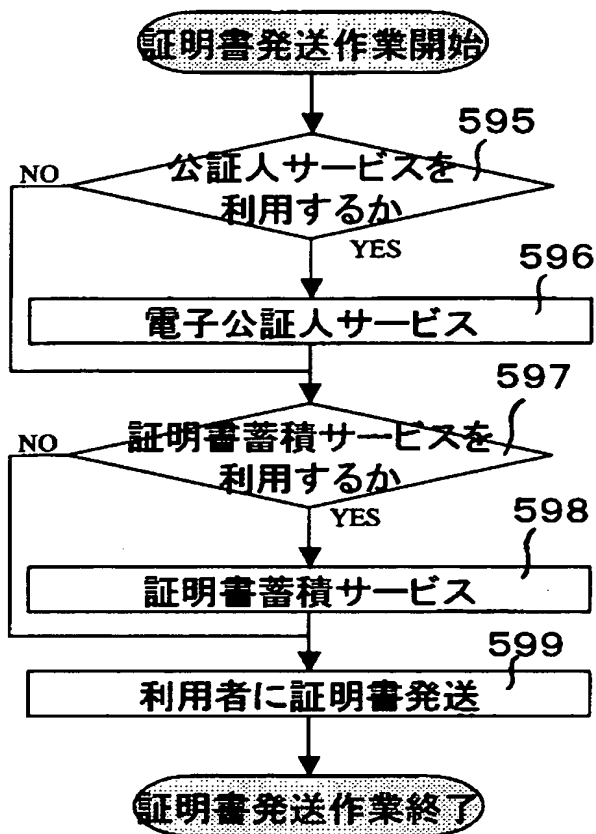 証明書発送作業開始
595
公証人サービスを
利用するか
NO
YES
596
電子公証人サービス
597
証明書蓄積サービスを
利用するか
NO
YES
598
証明書蓄積サービス
599
利用者に証明書発送
証明書発送作業終了